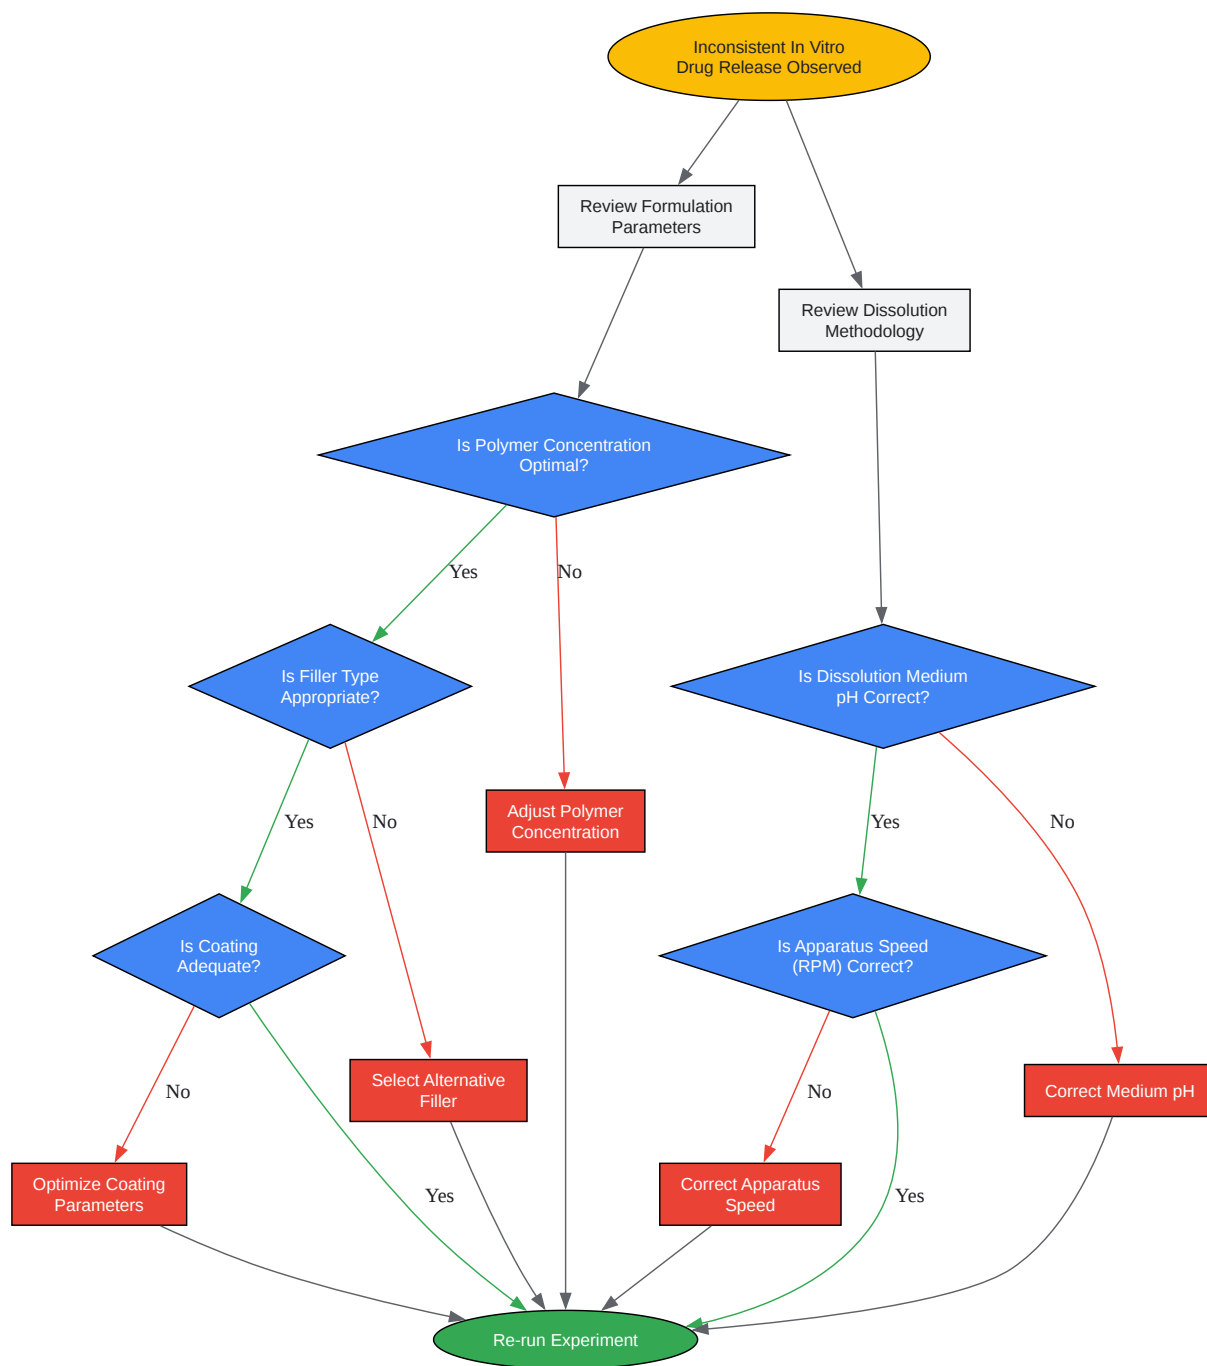 Inconsistent In Vitro
Drug Release Observed
Review Formulation
Parameters
Review Dissolution
Methodology
Is Polymer Concentration
Optimal?
Yes
No
Is Filler Type
Appropriate?
Is Dissolution Medium
pH Correct?
Adjust Polymer
Concentration
Yes
No
Yes
No
Is Coating
Adequate?
Is Apparatus Speed
(RPM) Correct?
Select Alternative
Filler
No
No
Correct Medium pH
Optimize Coating
Parameters
Yes
Correct Apparatus
Speed
Yes
Re-run Experiment